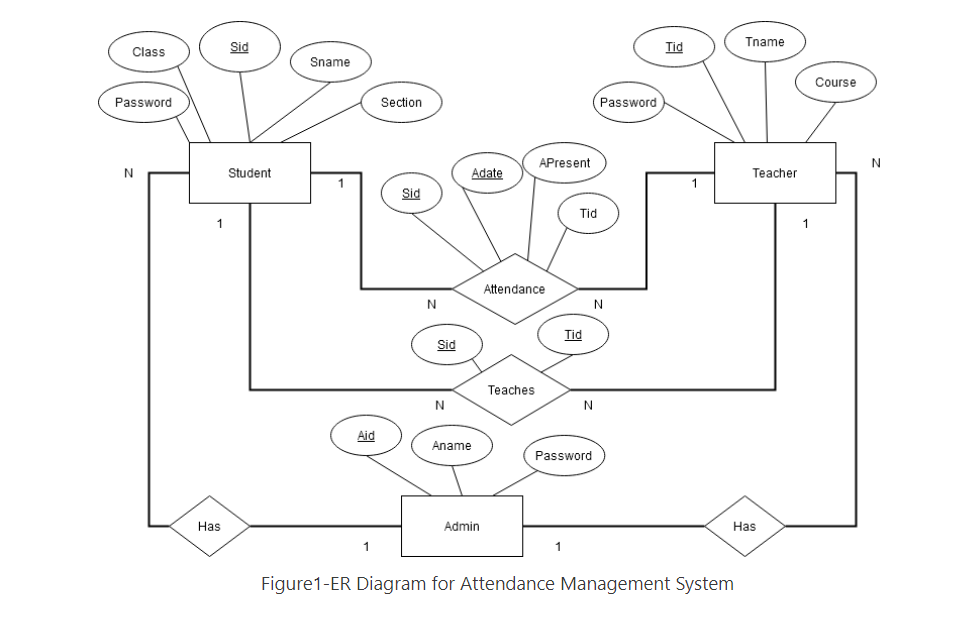 Class
Sid
Sname
Password
Section
Tid
Tname
Course
Password
N
Student
1
1
Sid
Adate
APresent
Tid
1
Teacher
N
1
Attendance
N
N
Sid
Tid
Teaches
N
N
Aid
Aname
Password
Has
Admin
Has
1
1
Figure1-ER Diagram for Attendance Management System